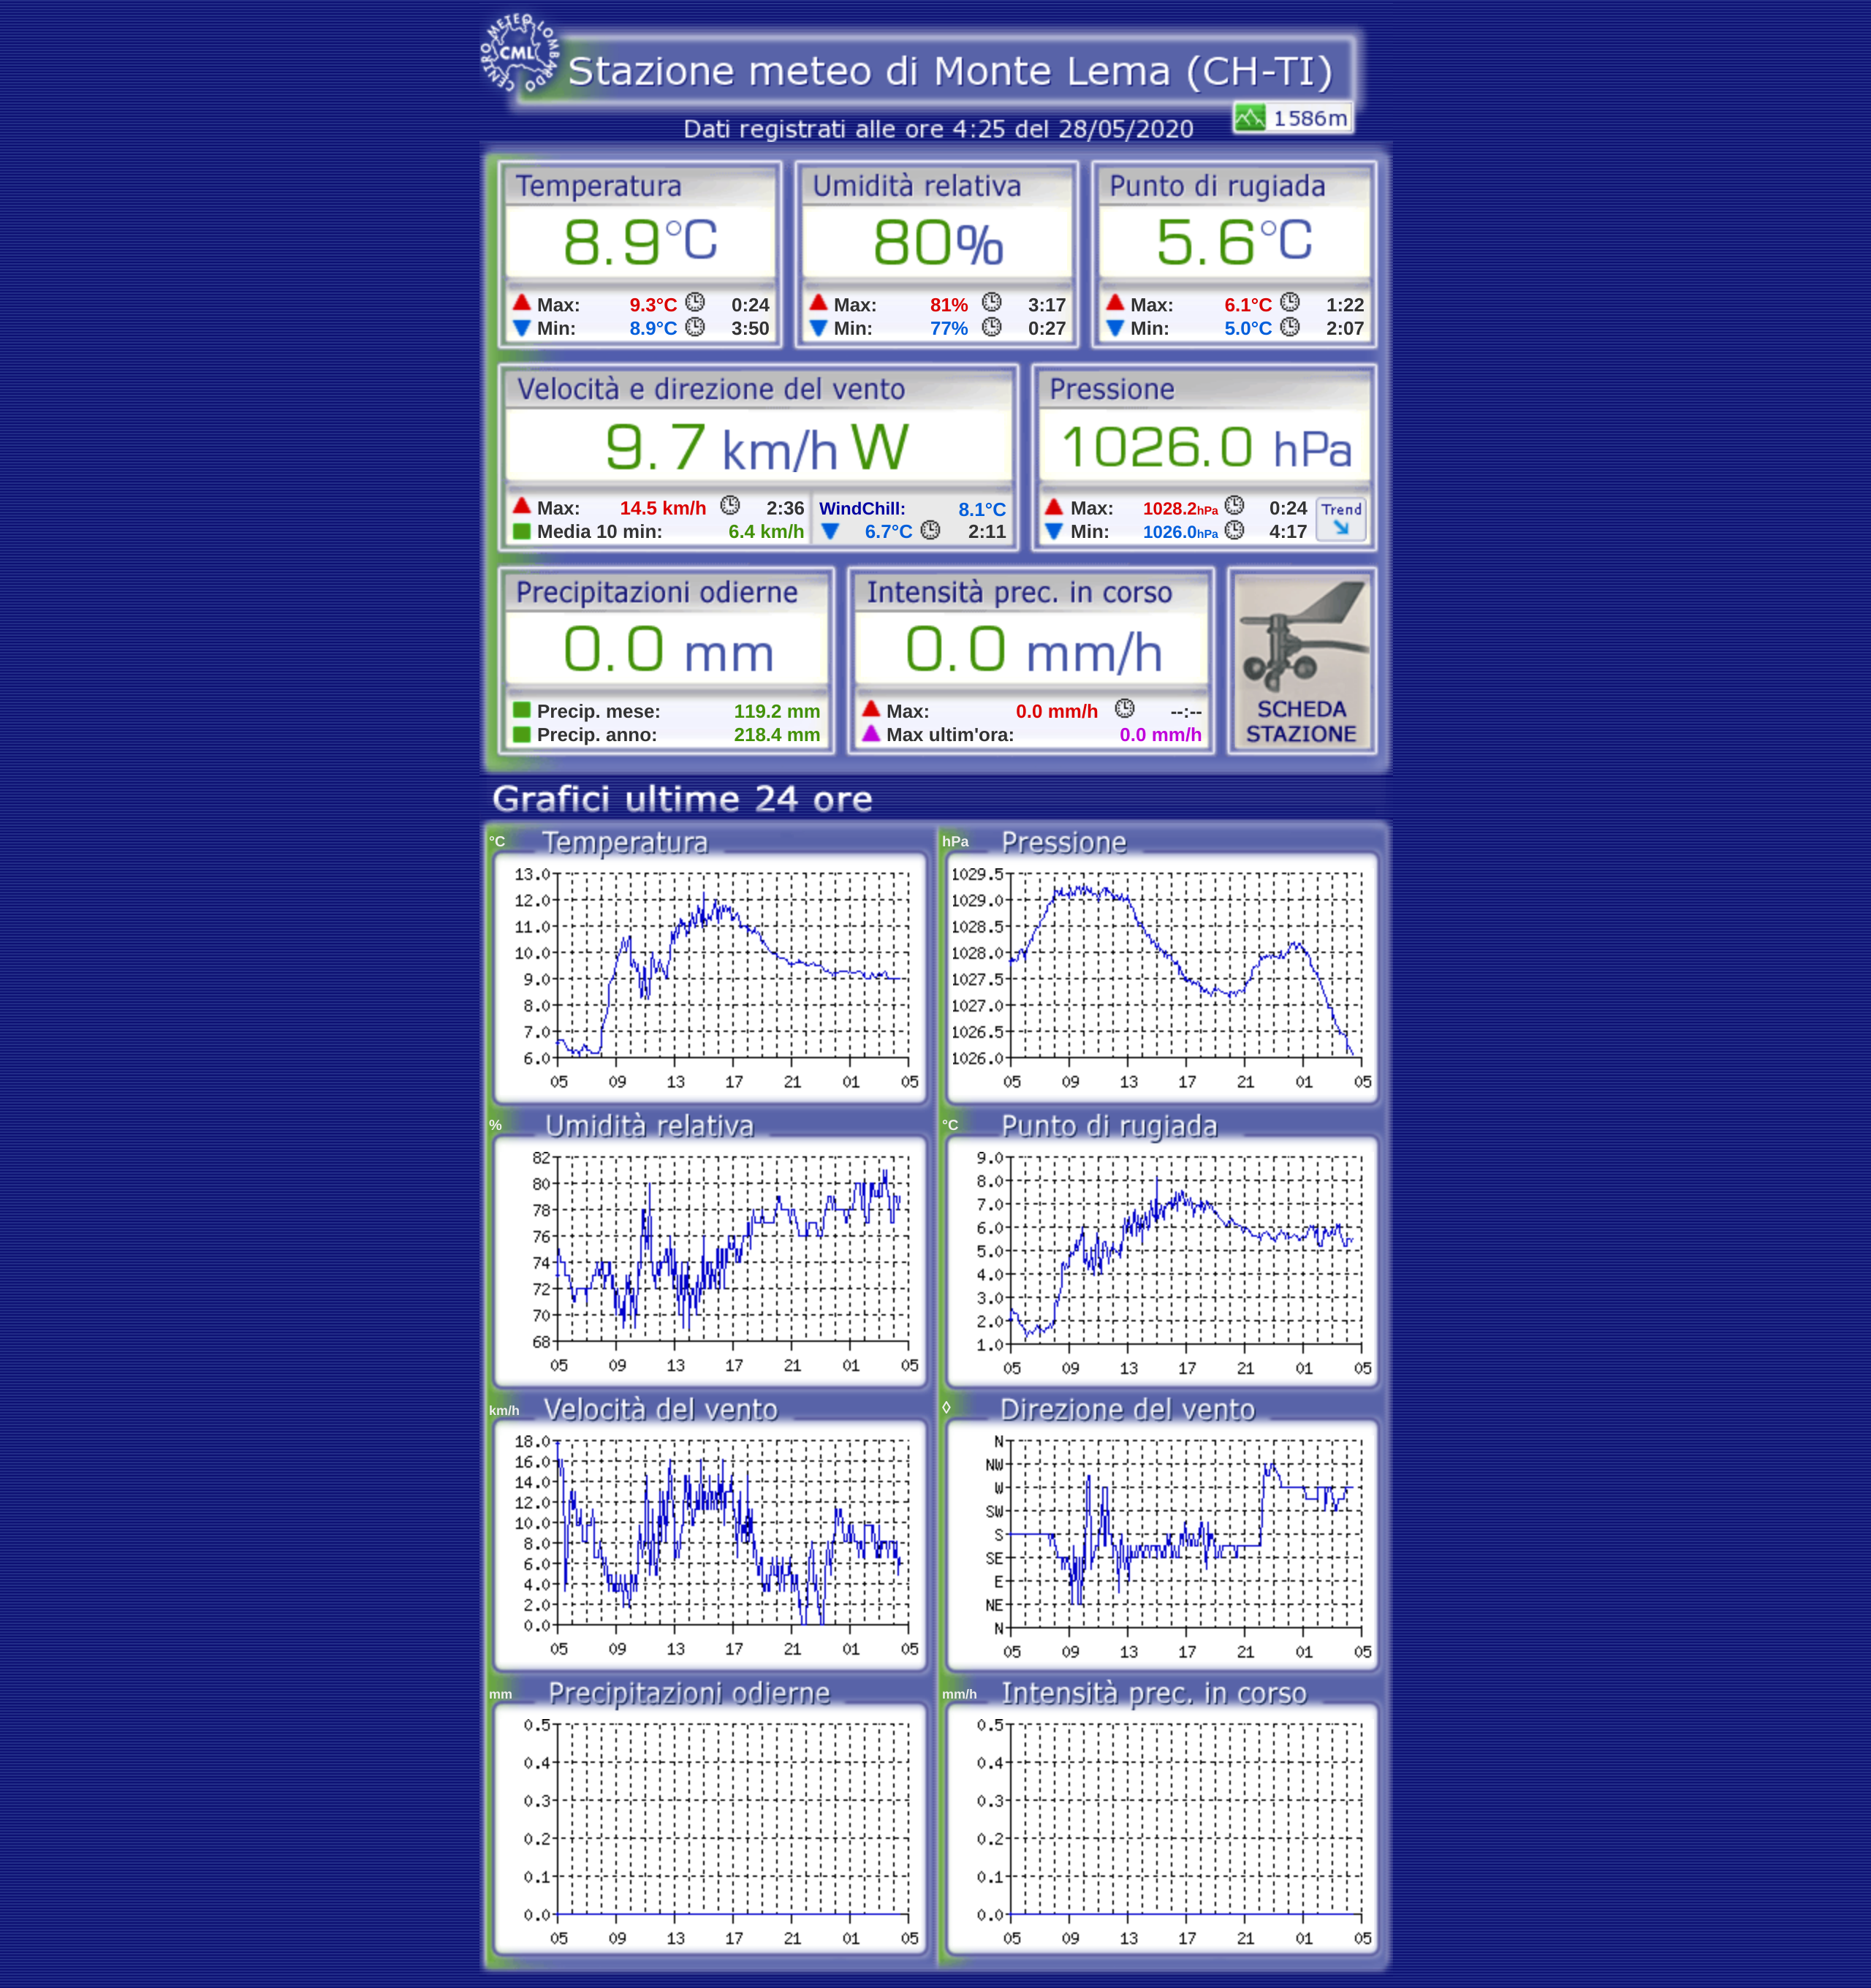 CENTRO METEO LOMBARDO
CML
Stazione meteo di Monte Lema (CH-TI)
1586m
Dati registrati alle ore 4:25 del 28/05/2020
Temperatura Umidità relativa Punto di rugiada
8.9°C 80% 5.6°C
Max: 9.3°C 0:24 Max: 81% 3:17 Max: 6.1°C 1:22
Min: 8.9°C 3:50 Min: 77% 0:27 Min: 5.0°C 2:07
Velocità e direzione del vento Pressione
9.7 km/h W 1026.0 hPa
Max: 14.5 km/h 2:36 WindChill: 8.1°C Max: 1028.2hPa 0:24 Trend
Media 10 min: 6.4 km/h 6.7°C 2:11 Min: 1026.0hPa 4:17
Precipitazioni odierne Intensità prec. in corso
0.0 mm 0.0 mm/h
Precip. mese: 119.2 mm Max: 0.0 mm/h --:-- SCHEDA
Precip. anno: 218.4 mm Max ultim'ora: 0.0 mm/h STAZIONE
Grafici ultime 24 ore
°C Temperatura
13.0
12.0
11.0
10.0
9.0
8.0
7.0
6.0
05 09 13 17 21 01 05
hPa Pressione
1029.5
1029.0
1028.5
1028.0
1027.5
1027.0
1026.5
1026.0
05 09 13 17 21 01 05
% Umidità relativa
82
80
78
76
74
72
70
68
05 09 13 17 21 01 05
°C Punto di rugiada
9.0
8.0
7.0
6.0
5.0
4.0
3.0
2.0
1.0
05 09 13 17 21 01 05
km/h Velocità del vento
18.0
16.0
14.0
12.0
10.0
8.0
6.0
4.0
2.0
0.0
05 09 13 17 21 01 05
◊ Direzione del vento
N
NW
W
SW
S
SE
E
NE
N
05 09 13 17 21 01 05
mm Precipitazioni odierne
0.5
0.4
0.3
0.2
0.1
0.0
05 09 13 17 21 01 05
mm/h Intensità prec. in corso
0.5
0.4
0.3
0.2
0.1
0.0
05 09 13 17 21 01 05